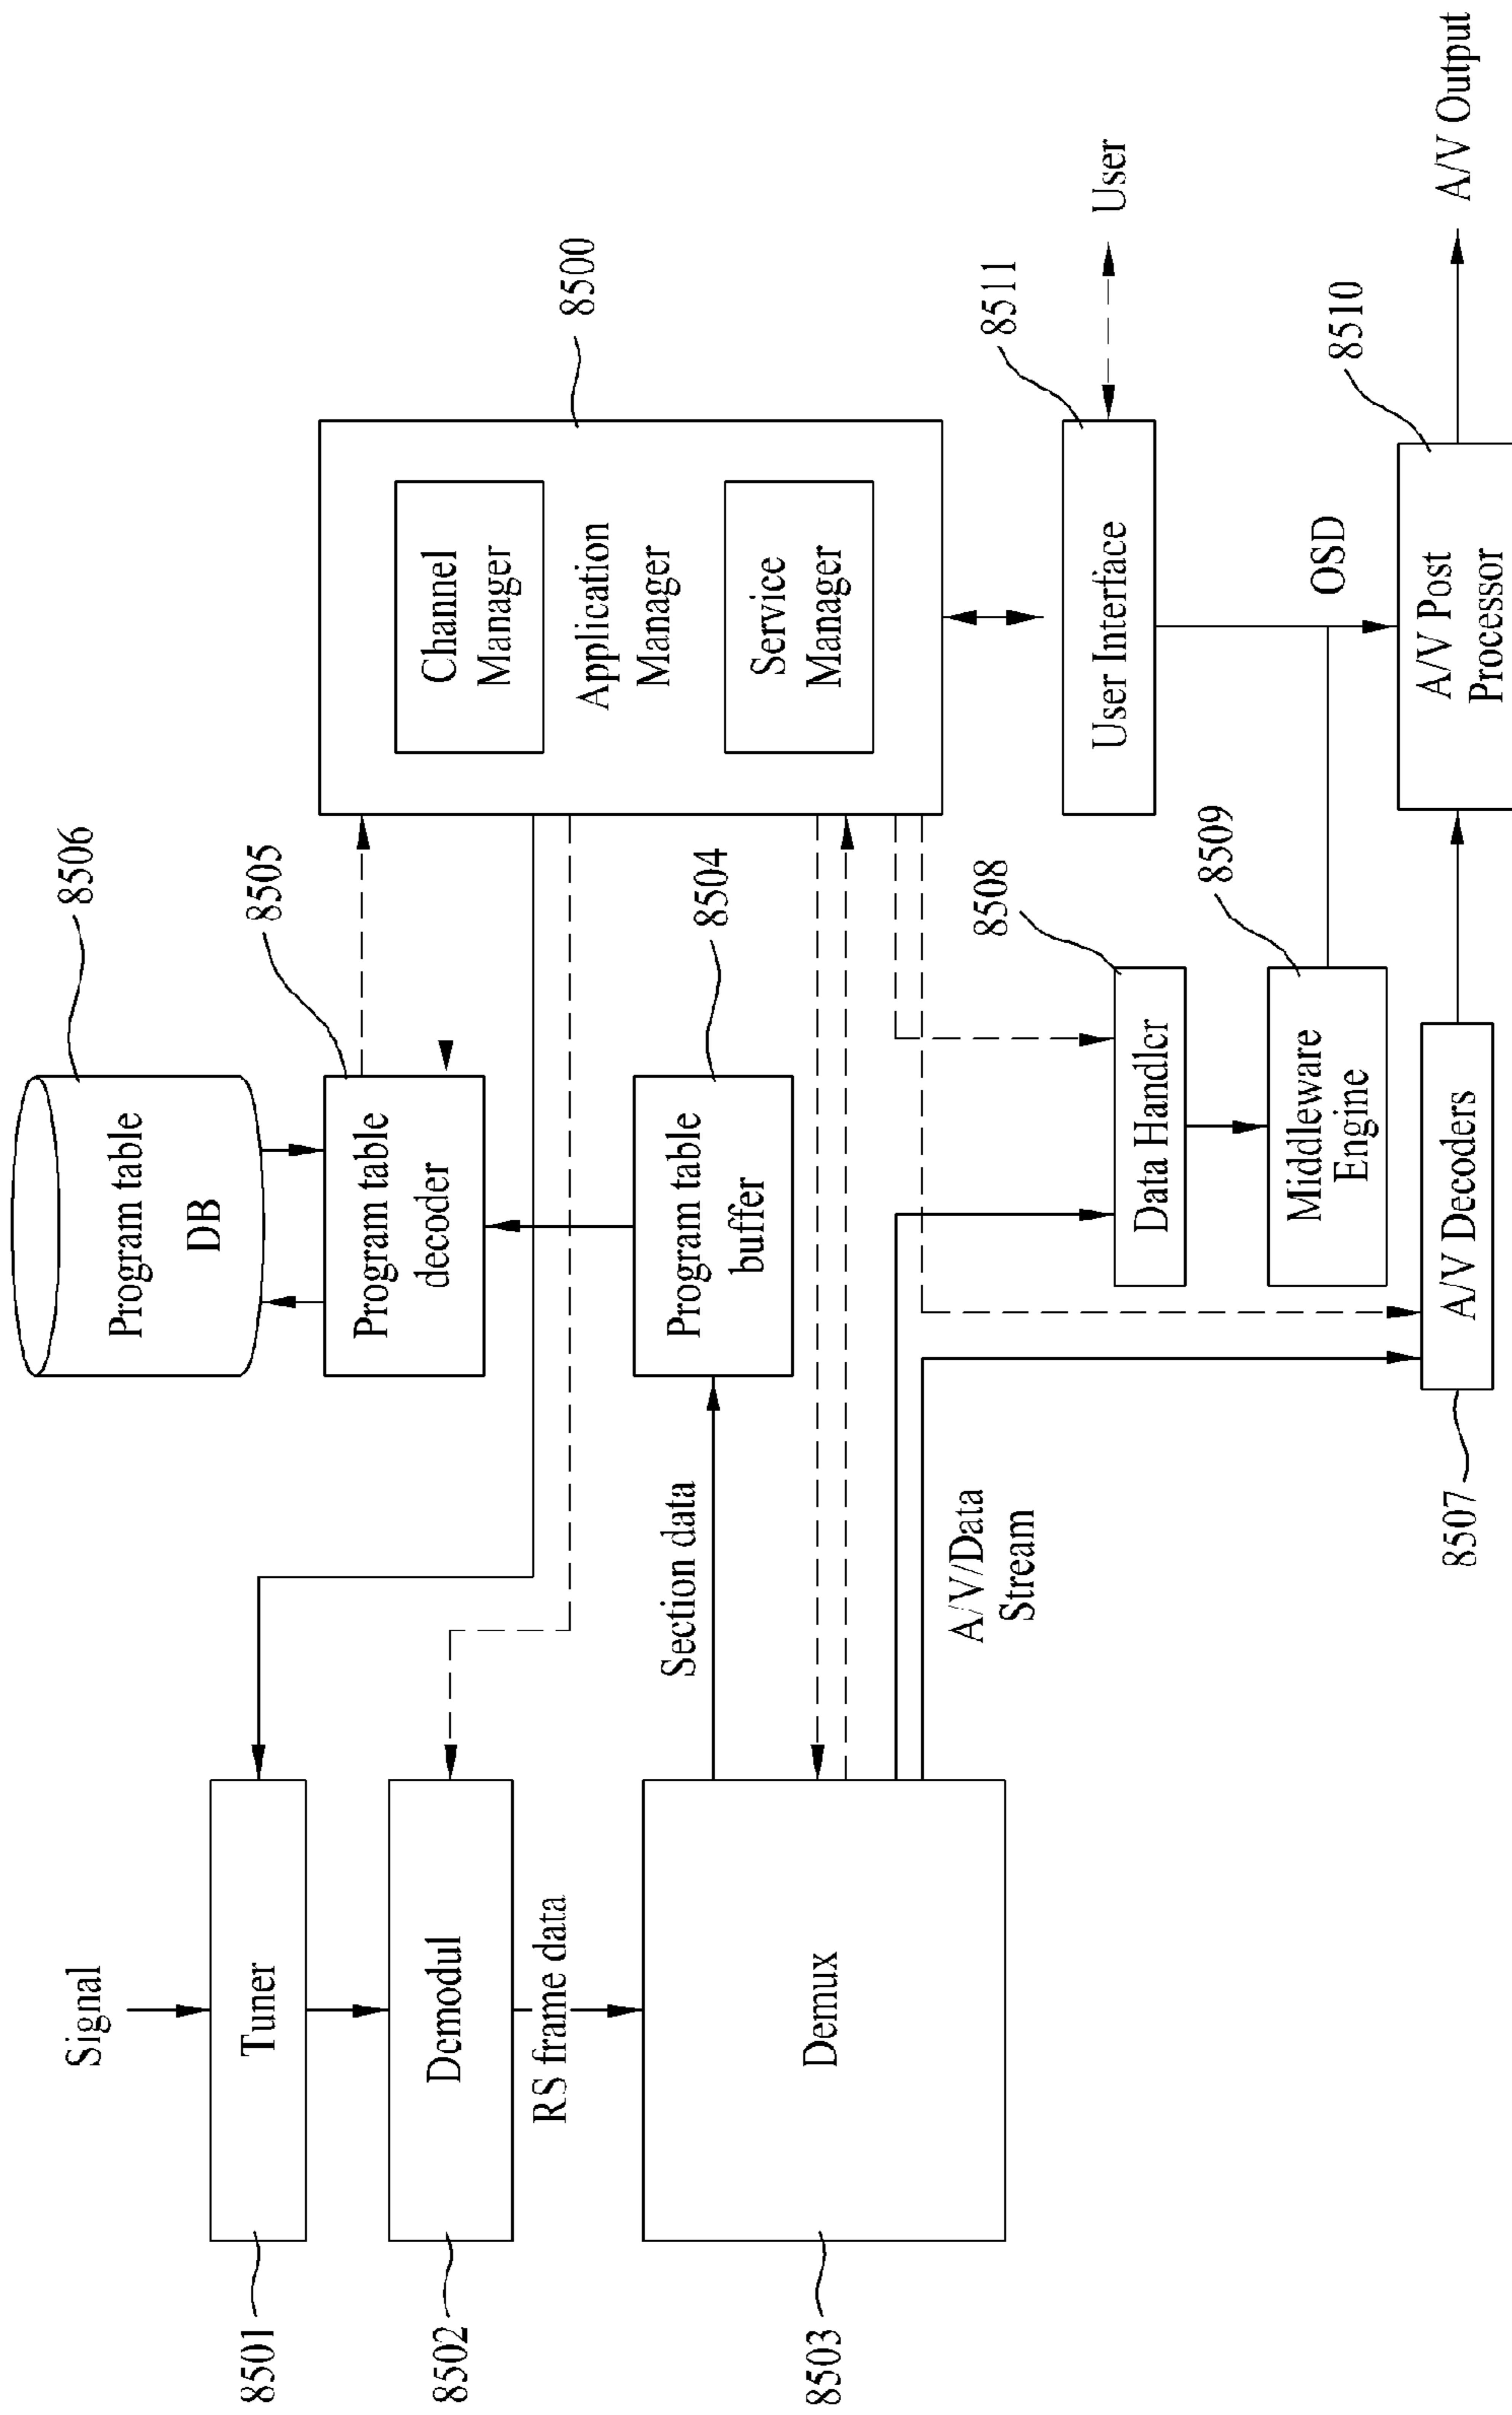 Signal
8501
Tuner
8502
Demodul
RS frame data
8503
Demux
Section data
A/V/Data
Stream
Program table
DB
8506
Program table
decoder
8505
Program table
buffer
8504
Channel
Manager
Application
Manager
Service
Manager
8500
Data Handler
8508
Middleware
Engine
8509
A/V Decoders
8507
User Interface
8511
User
OSD
A/V Post
Processor
8510
A/V Output